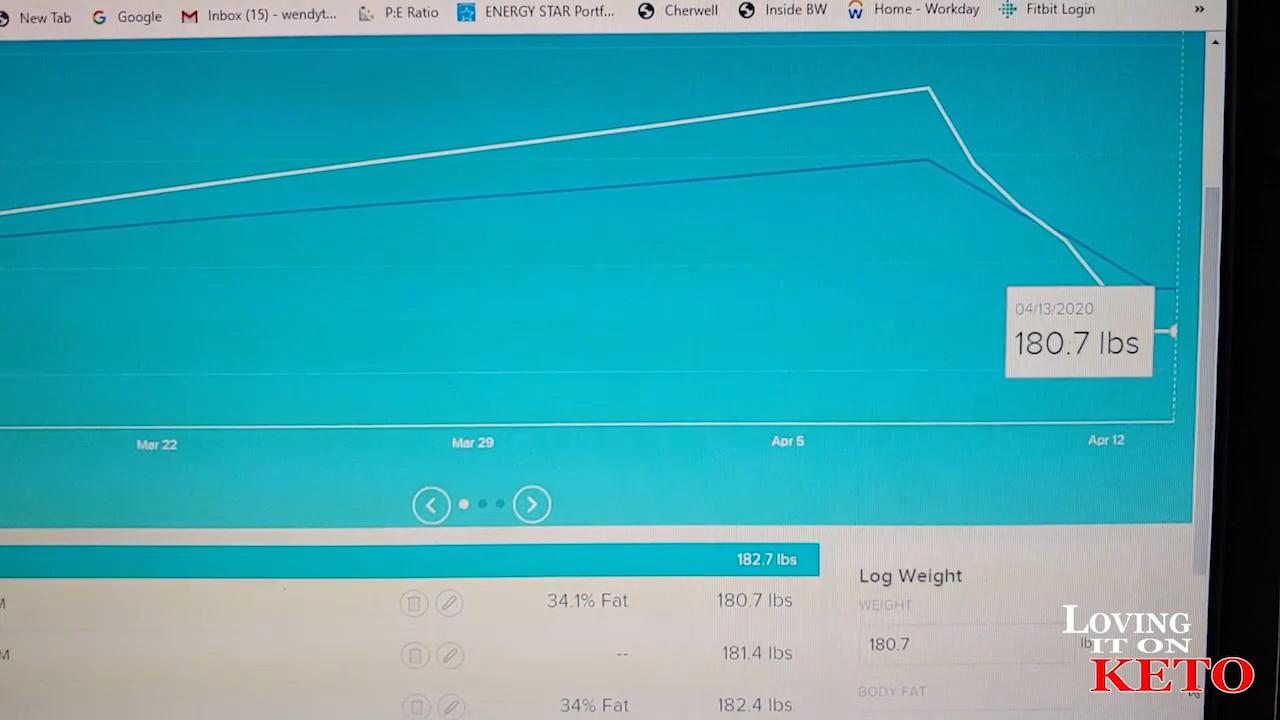 New Tab Google Inbox (15) - wendyt... P:E Ratio ENERGY STAR Portf... Cherwell Inside BW Home - Workday Fitbit Login »
04/13/2020
180.7 lbs
Mar 22 Mar 29 Apr 5 Apr 12
182.7 lbs
M 34.1% Fat 180.7 lbs
M -- 181.4 lbs
34% Fat 182.4 lbs
Log Weight
WEIGHT
180.7 lb
BODY FAT
LOVING
IT ON
KETO